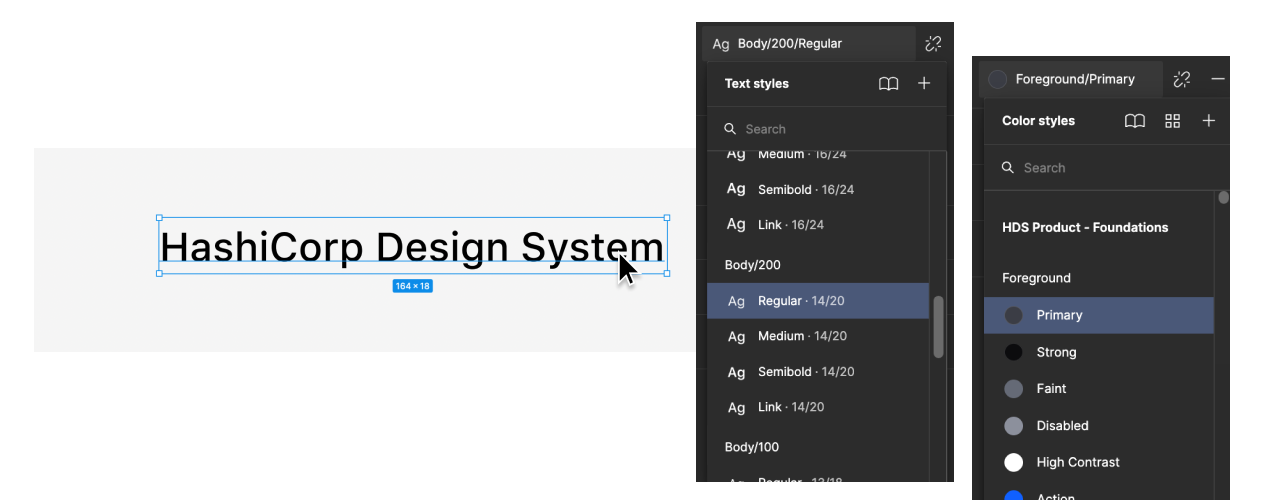 HashiCorp Design System
164 × 18
Ag Body/200/Regular
Text styles
Search
Ag Medium · 16/24
Ag Semibold · 16/24
Ag Link · 16/24
Body/200
Ag Regular · 14/20
Ag Medium · 14/20
Ag Semibold · 14/20
Ag Link · 14/20
Body/100
Ag Regular · 13/18
Foreground/Primary
Color styles
Search
HDS Product - Foundations
Foreground
Primary
Strong
Faint
Disabled
High Contrast
Action